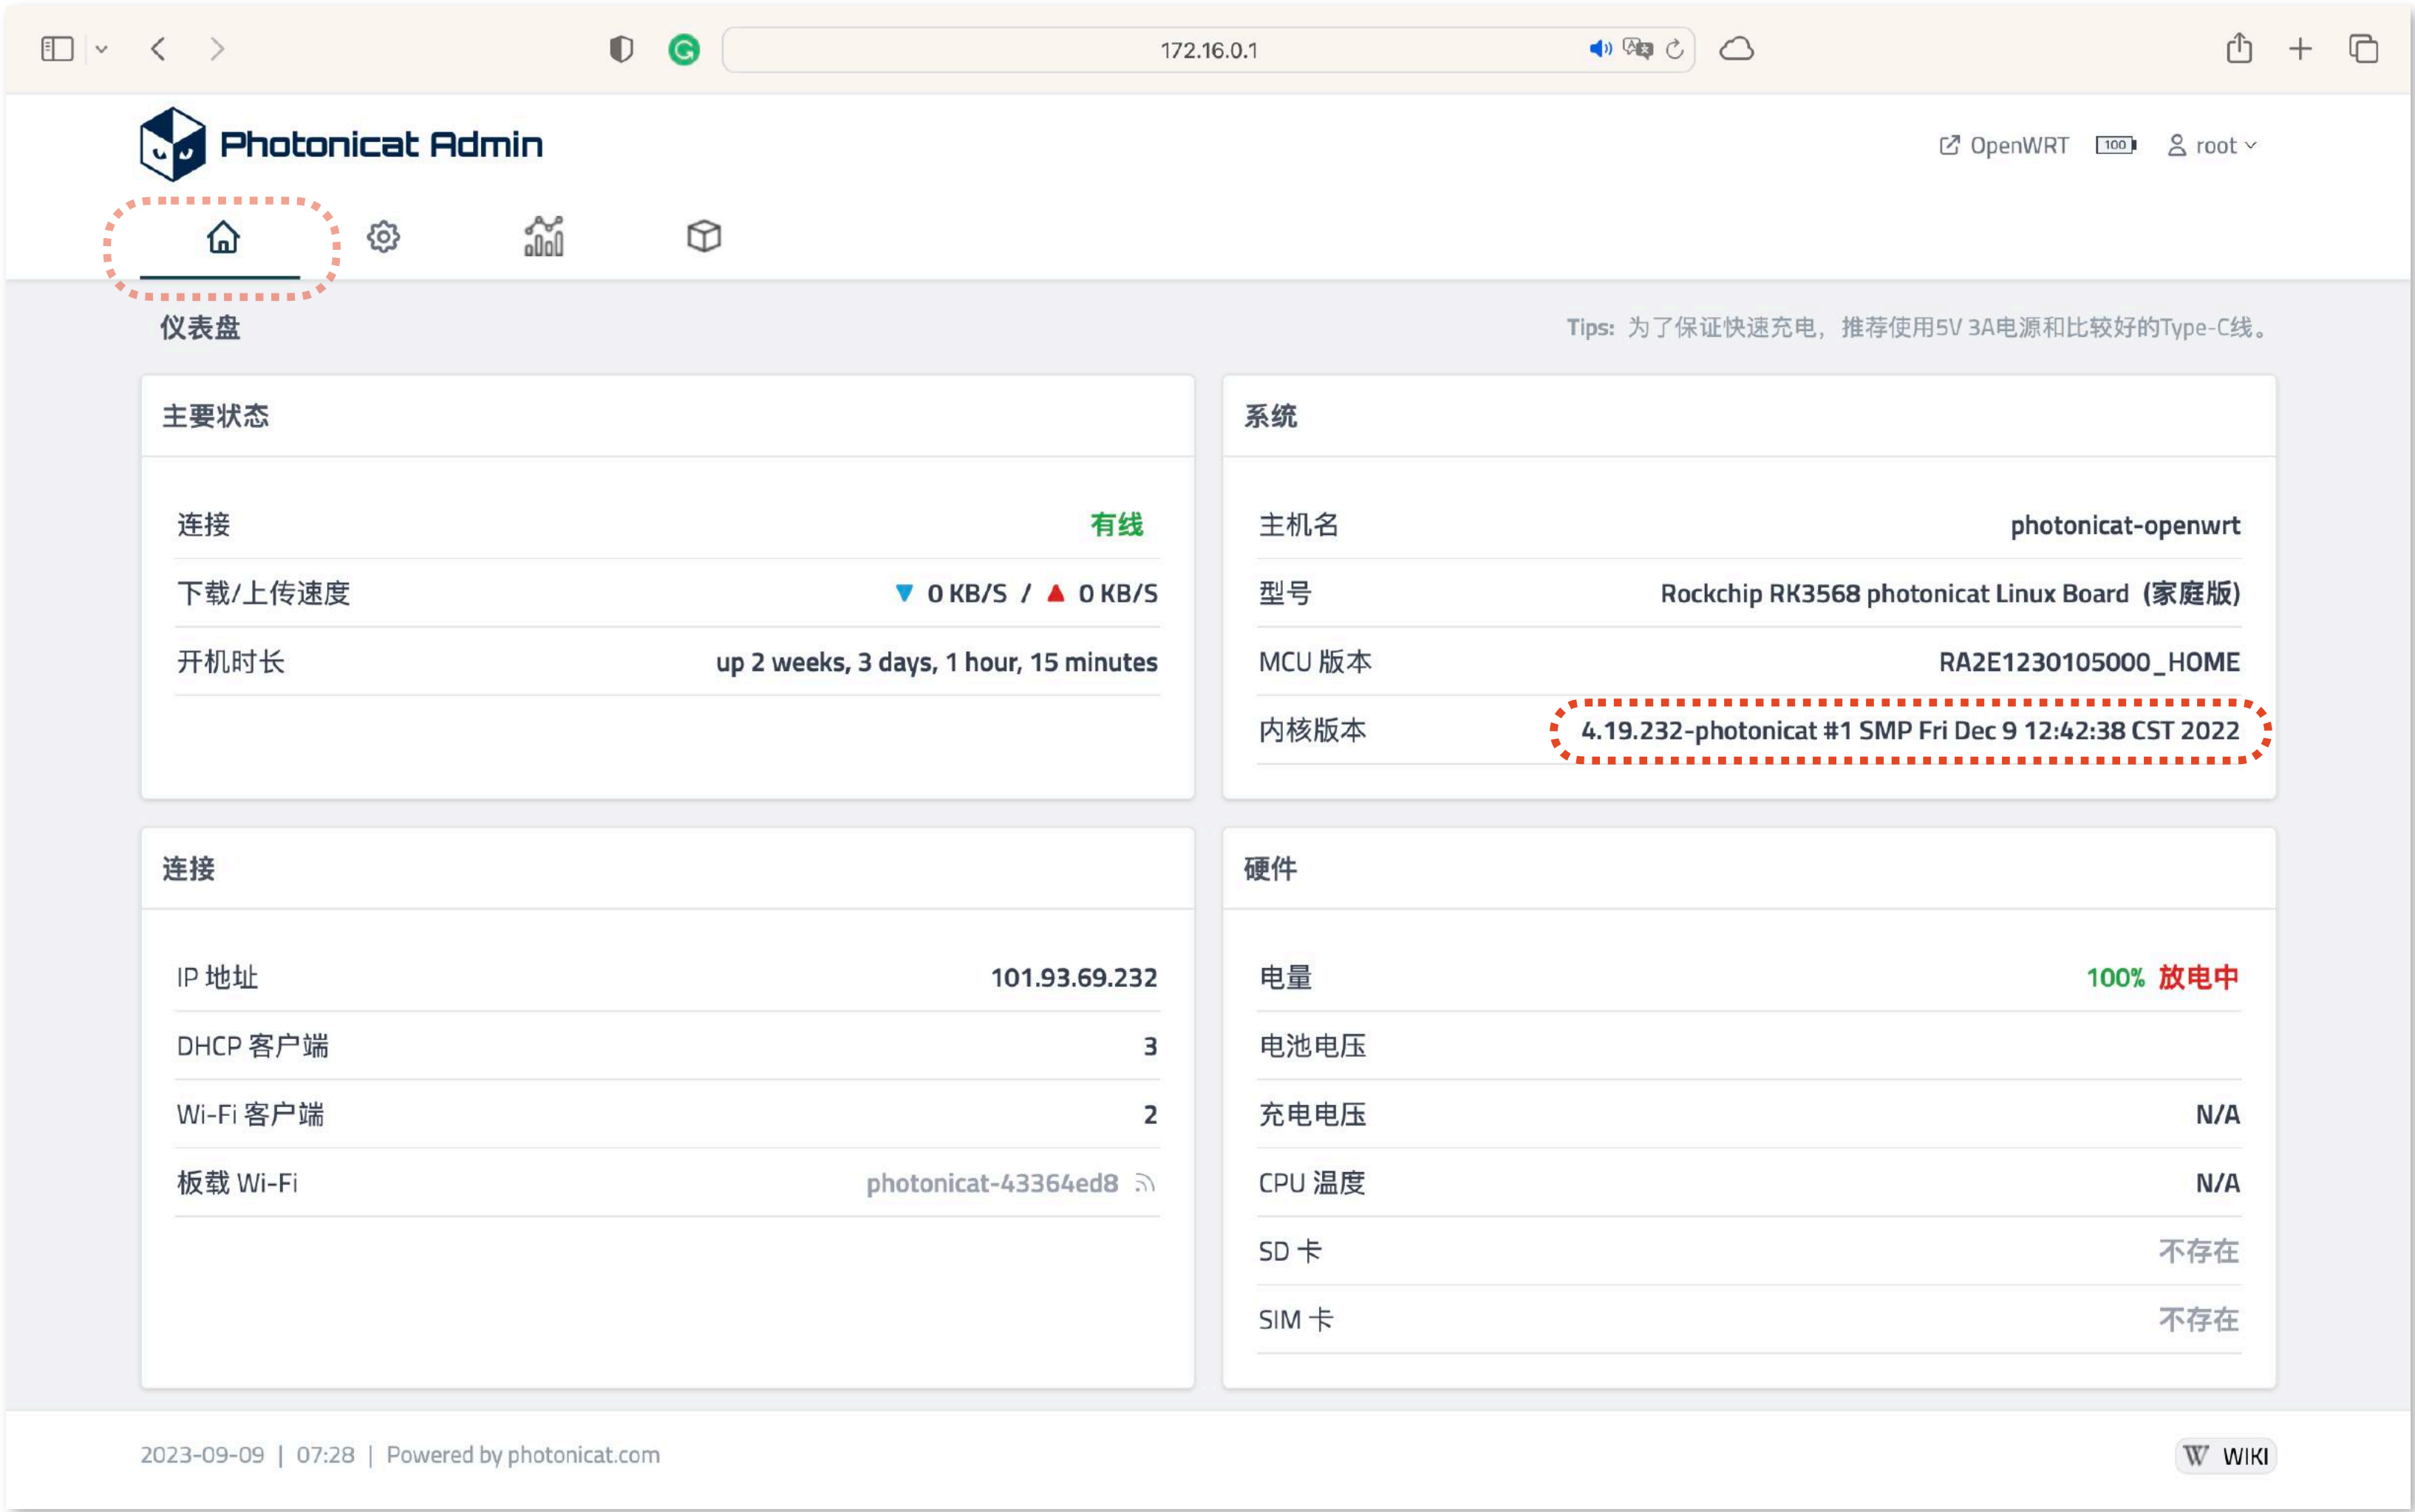 172.16.0.1
Photonicat Admin
OpenWRT 100 root
仪表盘
Tips: 为了保证快速充电，推荐使用5V 3A电源和比较好的Type-C线。
主要状态
连接 有线
下载/上传速度 ▼ 0 KB/S / ▲ 0 KB/S
开机时长 up 2 weeks, 3 days, 1 hour, 15 minutes
系统
主机名 photonicat-openwrt
型号 Rockchip RK3568 photonicat Linux Board (家庭版)
MCU 版本 RA2E1230105000_HOME
内核版本 4.19.232-photonicat #1 SMP Fri Dec 9 12:42:38 CST 2022
连接
IP 地址 101.93.69.232
DHCP 客户端 3
Wi-Fi 客户端 2
板载 Wi-Fi photonicat-43364ed8
硬件
电量 100% 放电中
电池电压
充电电压 N/A
CPU 温度 N/A
SD 卡 不存在
SIM 卡 不存在
2023-09-09 | 07:28 | Powered by photonicat.com
W WIKI